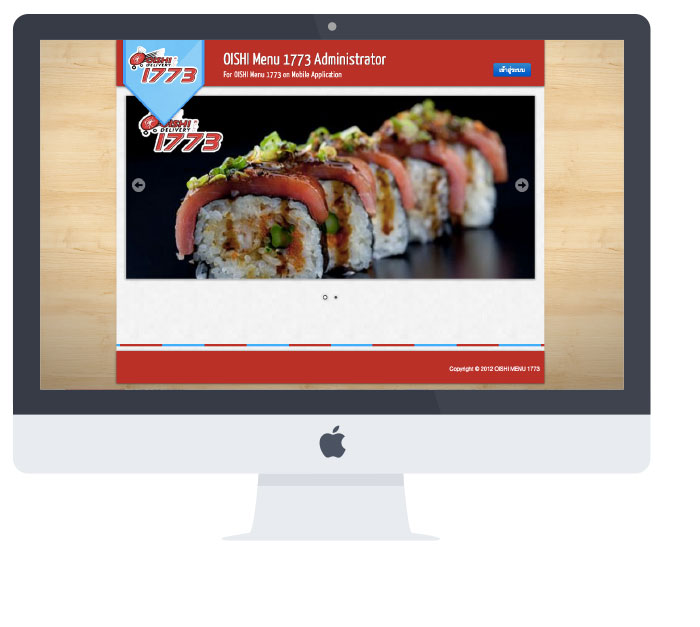 OISHI
DELIVERY
1773
OISHI Menu 1773 Administrator
For OISHI Menu 1773 on Mobile Application
เข้าสู่ระบบ
OISHI
DELIVERY
1773
Copyright © 2012 OISHI MENU 1773